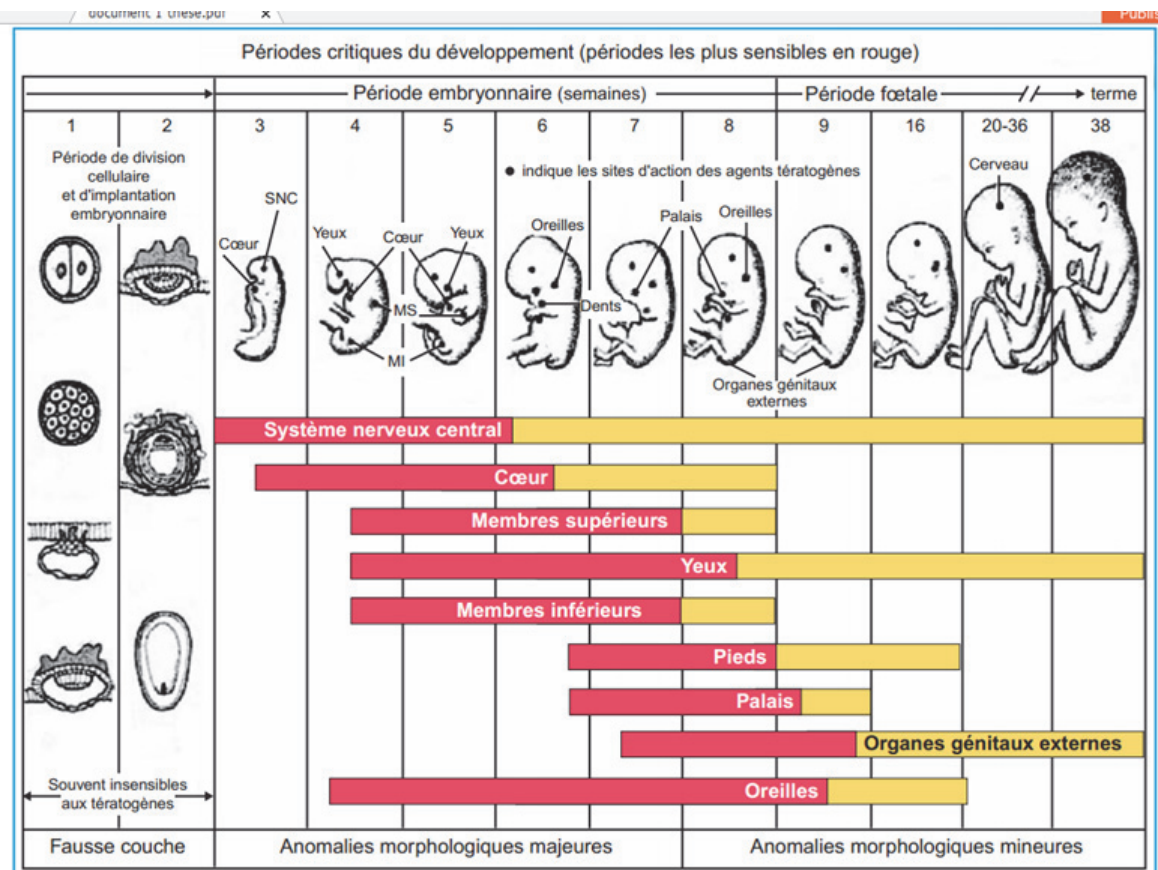 document 1 these.pdf x
Publis
Périodes critiques du développement (périodes les plus sensibles en rouge)
Période embryonnaire (semaines)
Période fœtale
terme
1 2 3 4 5 6 7 8 9 16 20-36 38
Période de division
cellulaire
et d'implantation
embryonnaire
● indique les sites d'action des agents tératogènes
SNC
Cœur
Yeux
Cœur
Yeux
MS
MI
Oreilles
Dents
Palais
Oreilles
Organes génitaux
externes
Cerveau
Système nerveux central
Cœur
Membres supérieurs
Yeux
Membres inférieurs
Pieds
Palais
Organes génitaux externes
Oreilles
Souvent insensibles
aux tératogènes
Fausse couche
Anomalies morphologiques majeures
Anomalies morphologiques mineures